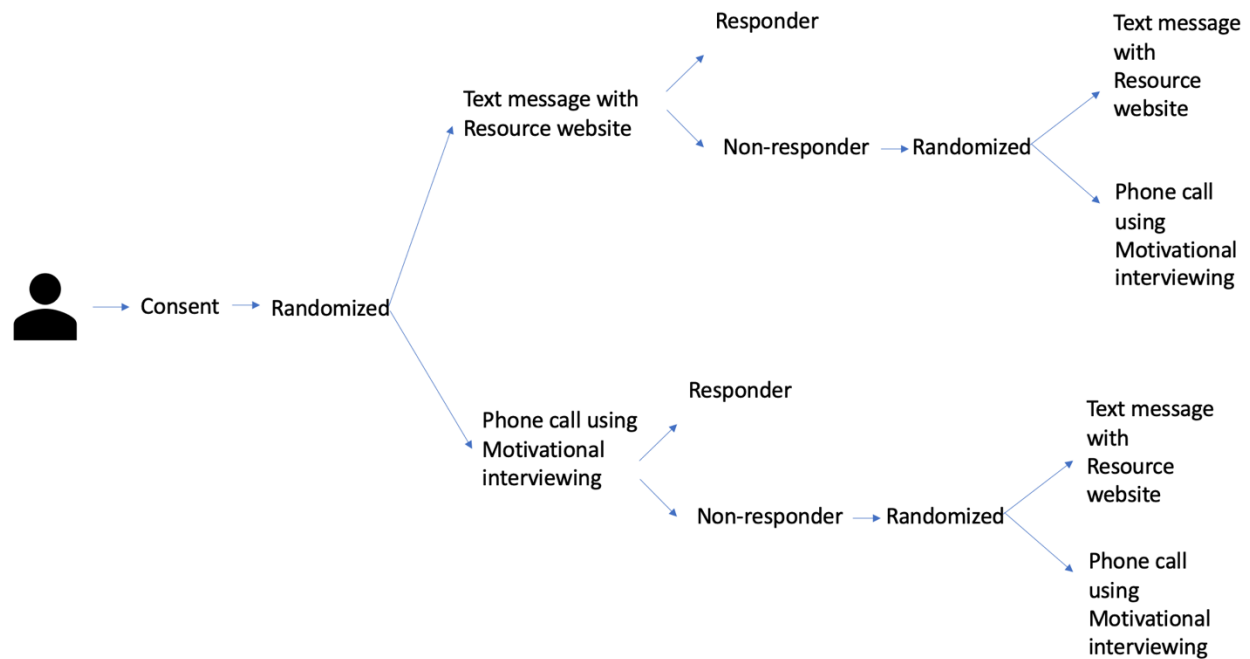 Responder
Text message with
Resource website
Non-responder
Randomized
Text message
with
Resource
website
Phone call
using
Motivational
interviewing
Consent
Randomized
Phone call using
Motivational
interviewing
Responder
Non-responder
Randomized
Text message
with
Resource
website
Phone call
using
Motivational
interviewing